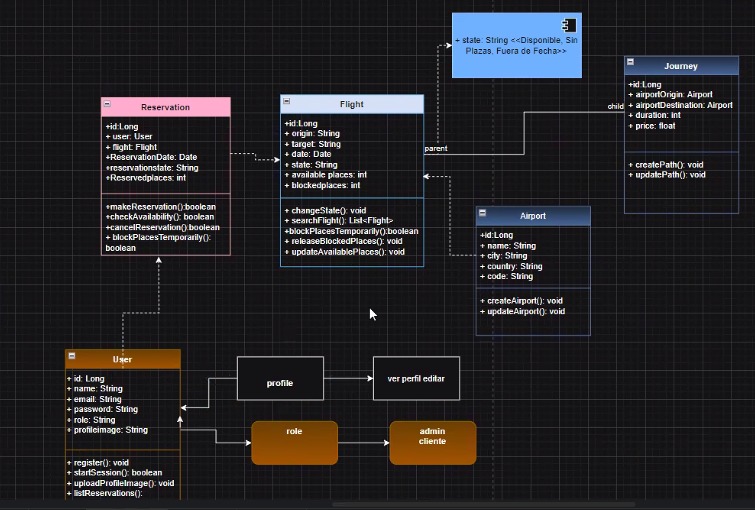 + state: String <<Disponible, Sin
Plazas, Fuera de Fecha>>
Journey
+id:Long
+ airportOrigin: Airport
+ airportDestination: Airport
+ duration: int
+ price: float
+ createPath(): void
+ updatePath(): void
child
parent
Reservation
+id:Long
+ user: User
+ flight: Flight
+ReservationDate: Date
+reservationstate: String
+Reservedplaces: int
+makeReservation():boolean
+checkAvailability(): boolean
+cancelReservation():boolean
+ blockPlacesTemporarily():
boolean
Flight
+id:Long
+ origin: String
+ target: String
+ date: Date
+ state: String
+ available places: int
+ blockedplaces: int
+ changeState(): void
+ searchFlight(): List<Flight>
+blockPlacesTemporarily():boolean
+ releaseBlockedPlaces(): void
+ updateAvailablePlaces(): void
Airport
+id:Long
+ name: String
+ city: String
+ country: String
+ code: String
+ createAirport(): void
+ updateAirport(): void
User
+ id: Long
+ name: String
+ email: String
+ password: String
+ role: String
+ profileimage: String
+ register(): void
+ startSession(): boolean
+ uploadProfileImage(): void
+ listReservations():
profile
ver perfil editar
role
admin
cliente